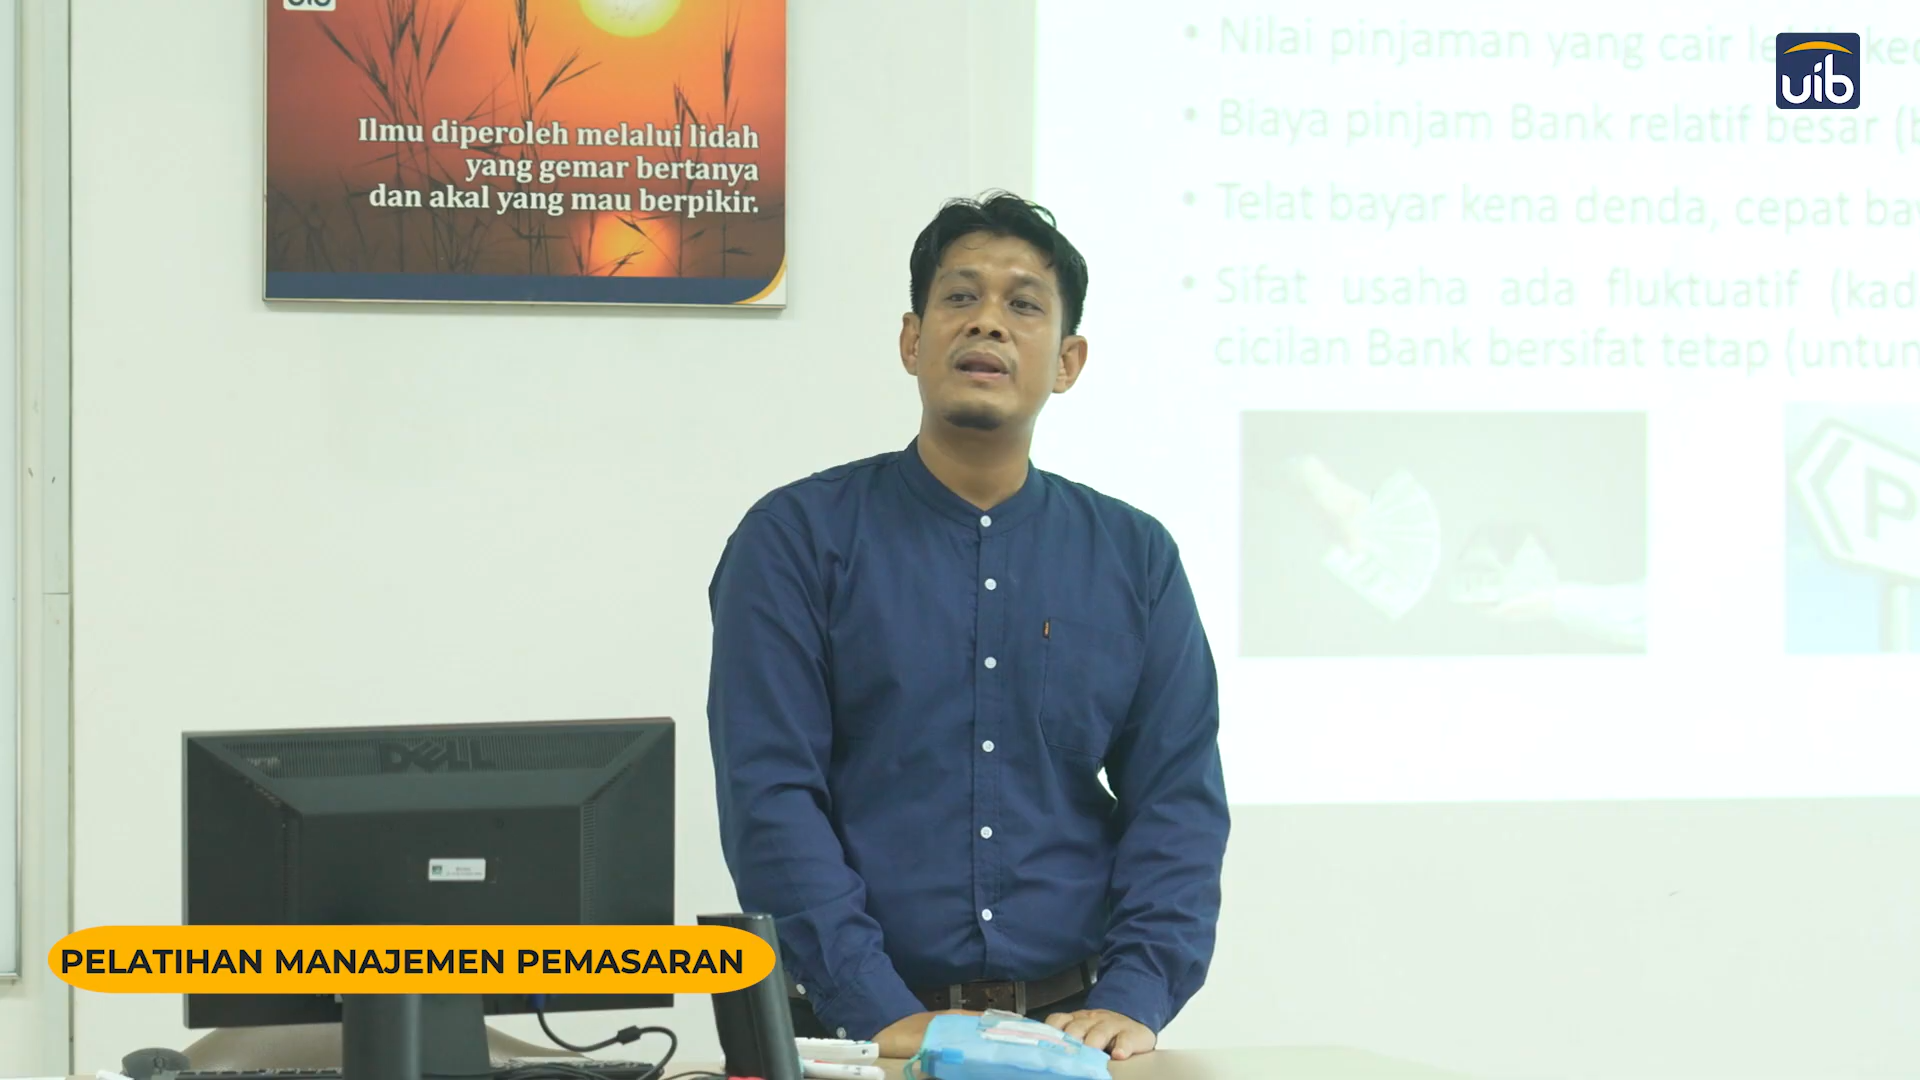 uib
Ilmu diperoleh melalui lidah
yang gemar bertanya
dan akal yang mau berpikir.
• Nilai pinjaman yang cair
uib
• Biaya pinjam Bank relatif besar
• Telat bayar kena denda, cepat
• Sifat usaha ada fluktuatif
cicilan Bank bersifat tetap
P
DELL
PELATIHAN MANAJEMEN PEMASARAN